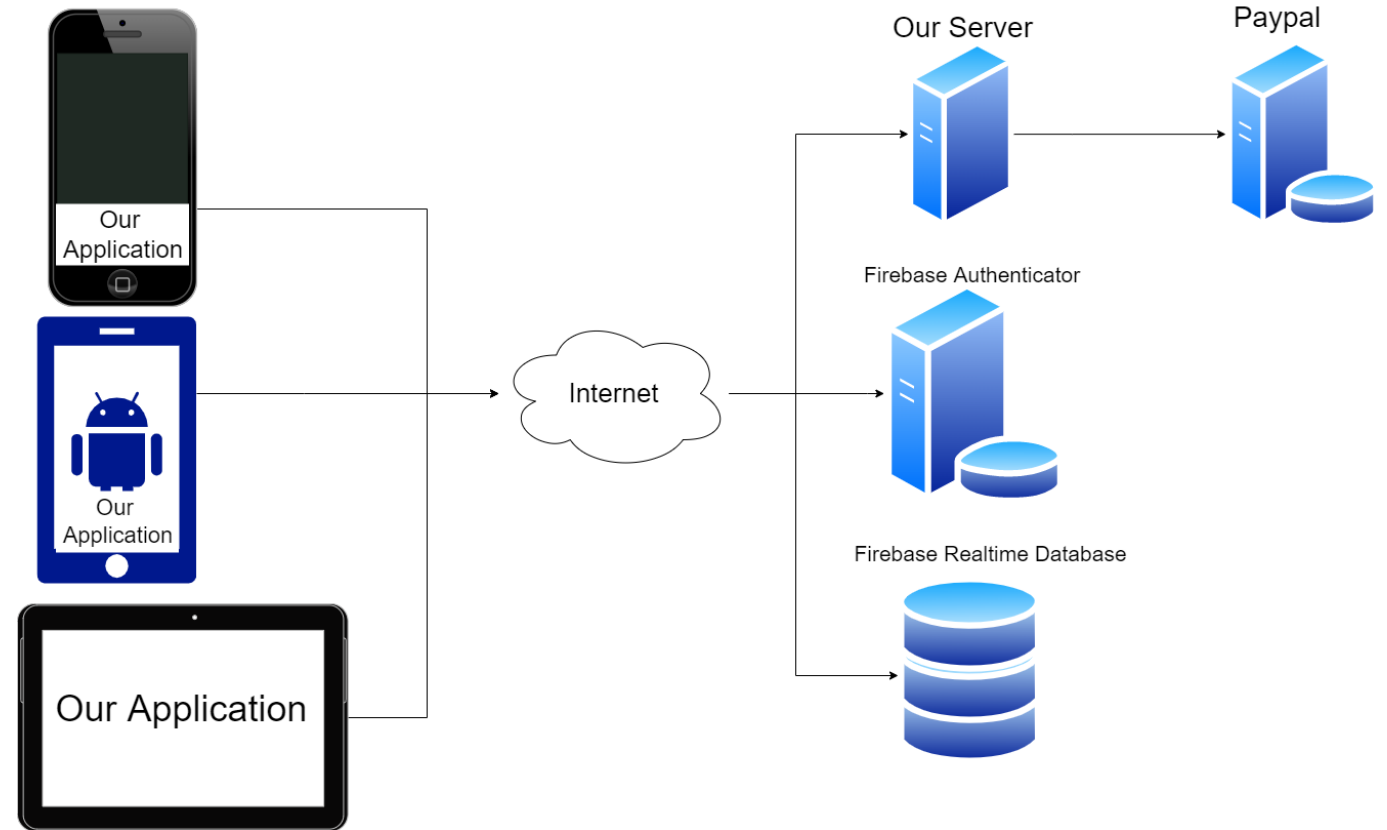 Our Server
Paypal
Our
Application
Firebase Authenticator
Internet
Our
Application
Firebase Realtime Database
Our Application